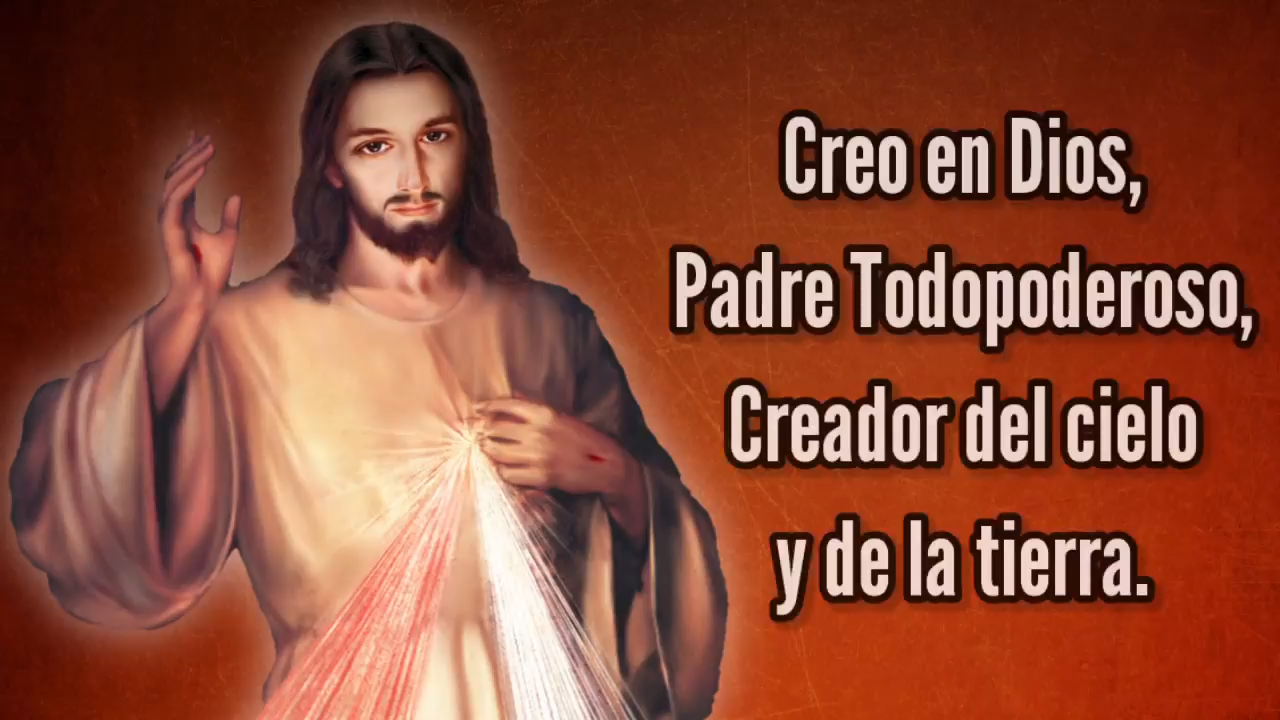 Creo en Dios,
Padre Todopoderoso,
Creador del cielo
y de la tierra.